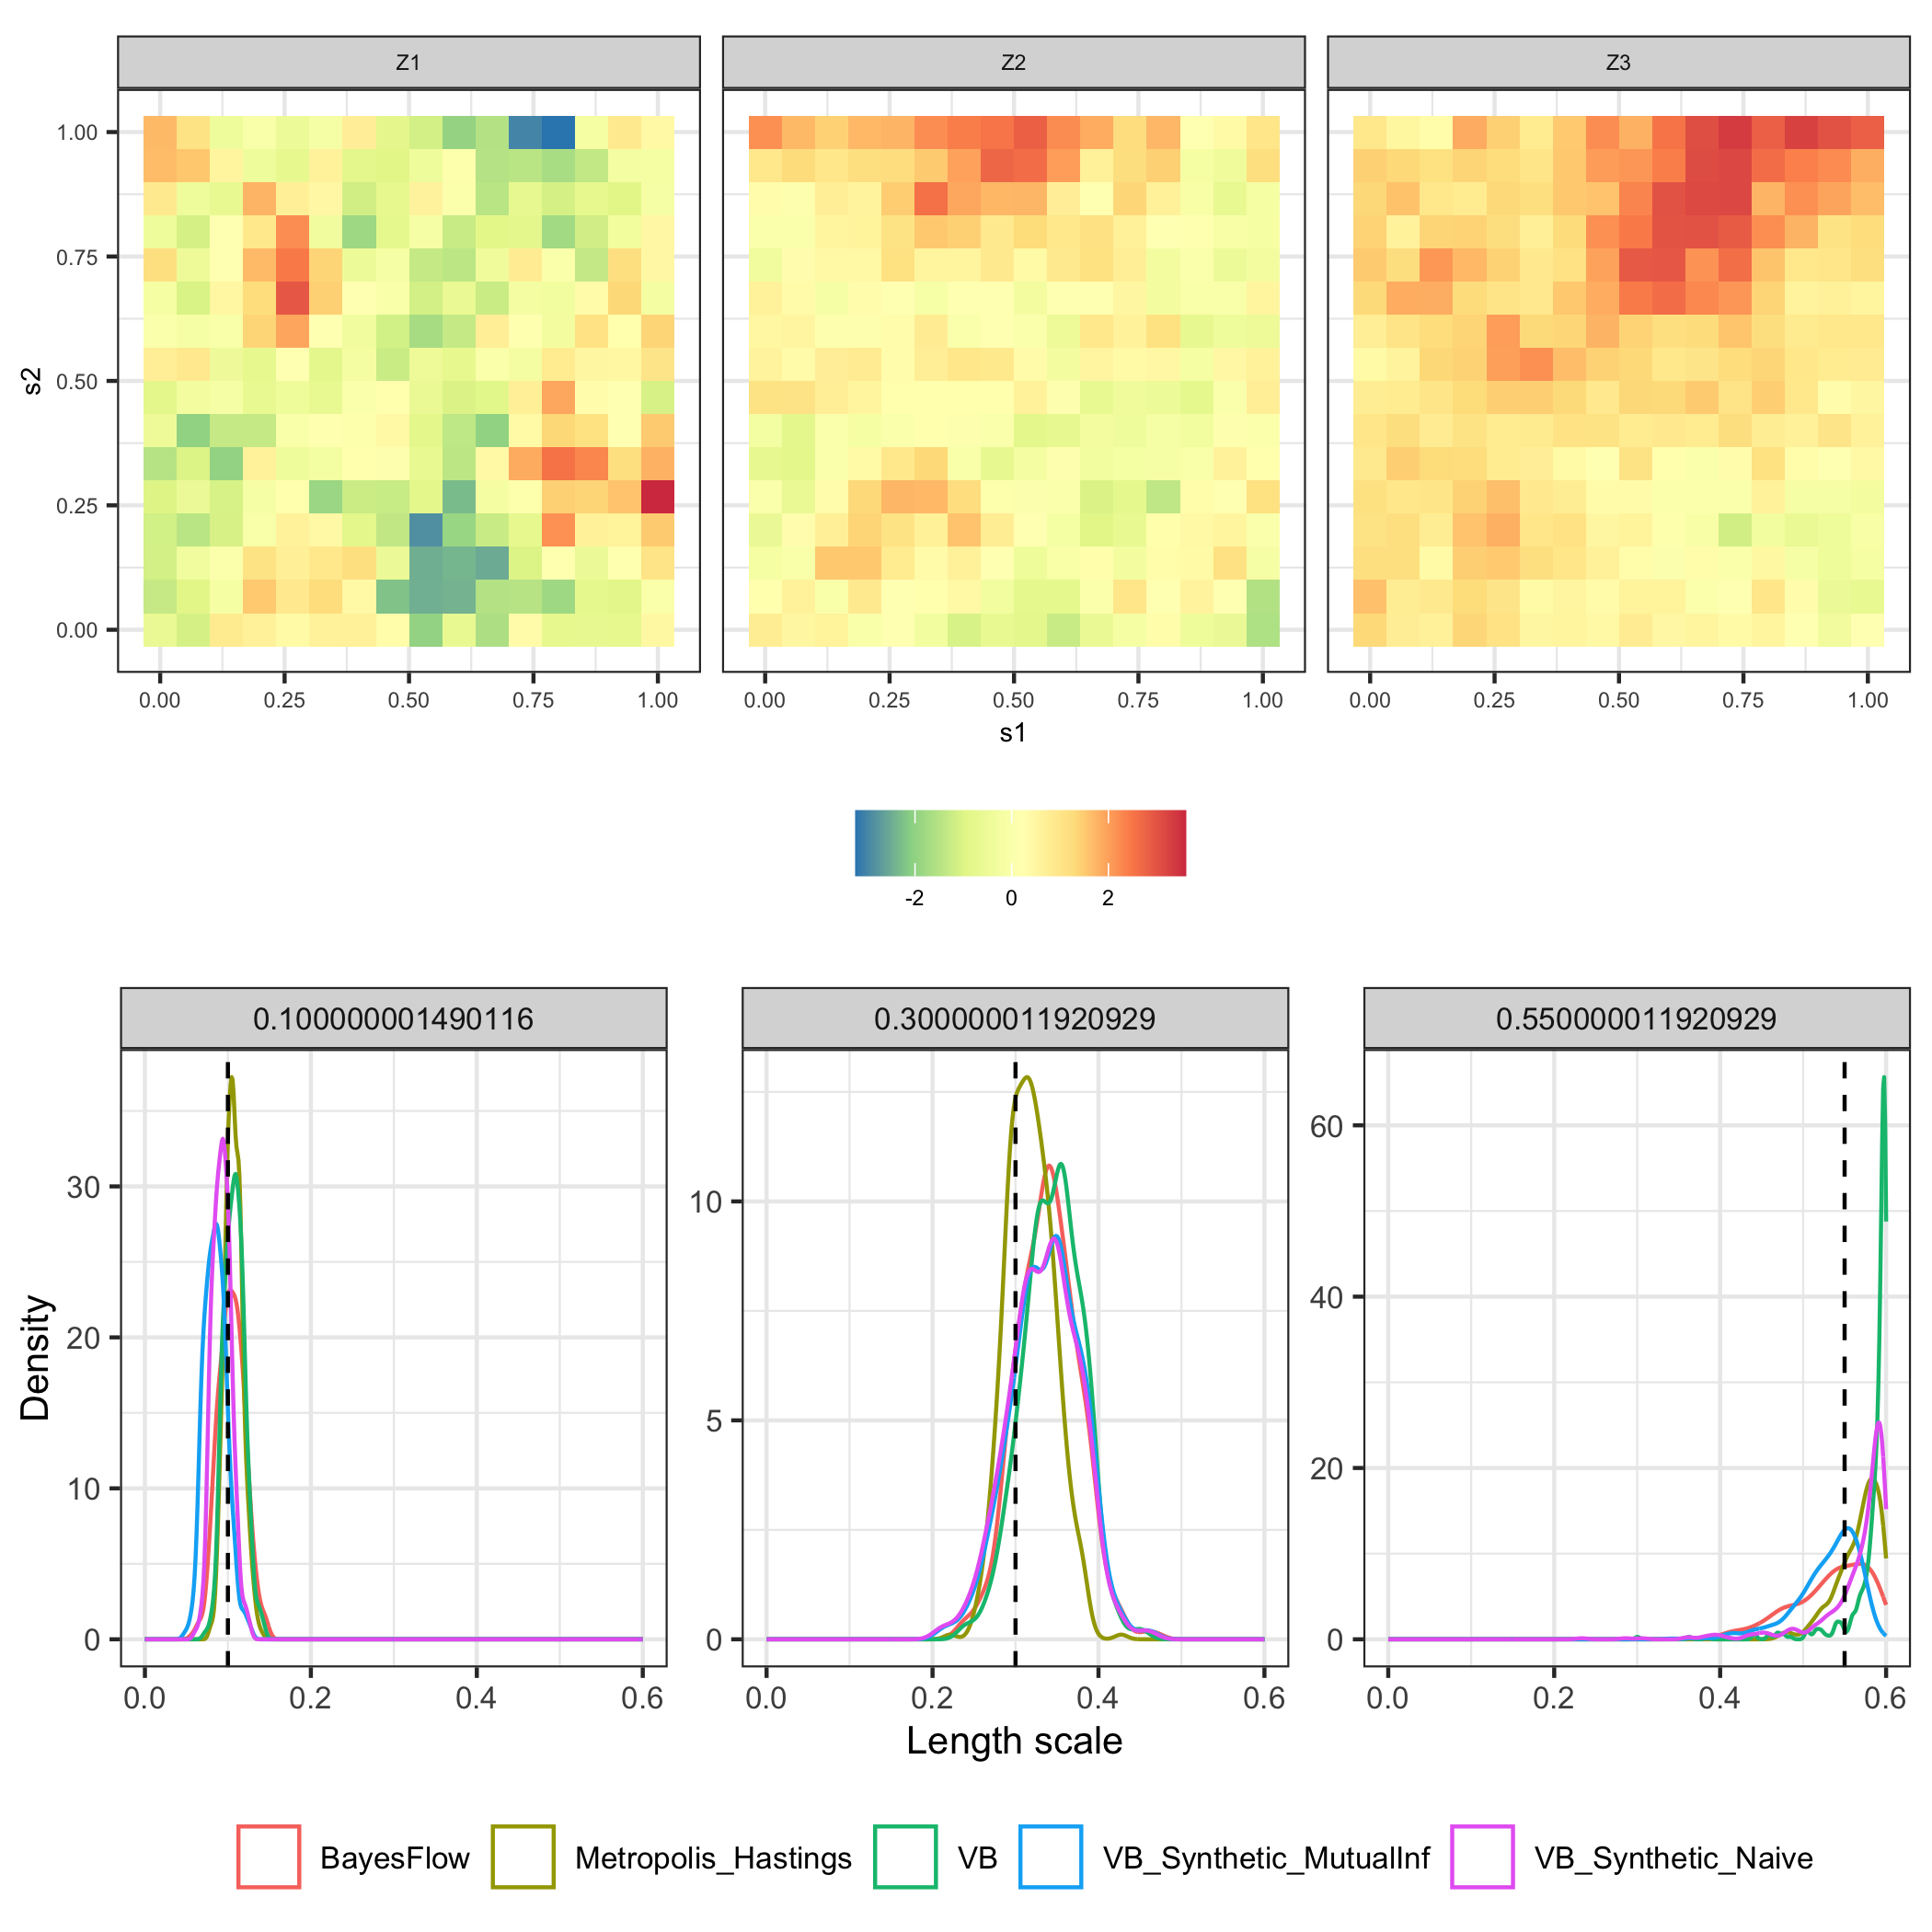 Z1 Z2 Z3
1.00
0.75
0.50
0.25
0.00
s2
0.00 0.25 0.50 0.75 1.00 0.00 0.25 0.50 0.75 1.00 0.00 0.25 0.50 0.75 1.00
s1
-2 0 2
0.100000001490116 0.300000011920929 0.550000011920929
30
20
10
0
10
5
0
60
40
20
0
Density
0.0 0.2 0.4 0.6 0.0 0.2 0.4 0.6 0.0 0.2 0.4 0.6
Length scale
BayesFlow Metropolis_Hastings VB VB_Synthetic_MutualInf VB_Synthetic_Naive